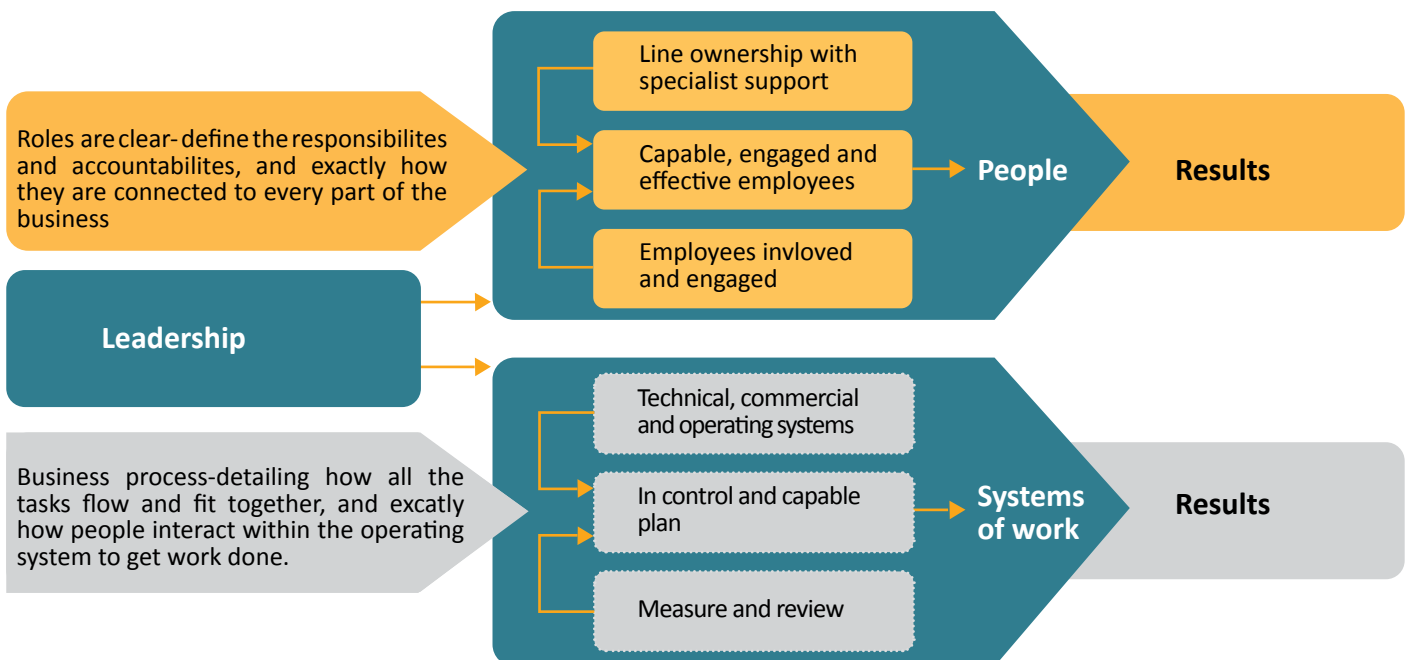 Roles are clear- define the responsibilites
and accountabilites, and exactly how
they are connected to every part of the
business
Line ownership with
specialist support
Capable, engaged and
effective employees
Employees invloved
and engaged
People
Results
Leadership
Business process-detailing how all the
tasks flow and fit together, and excatly
how people interact within the operating
system to get work done.
Technical, commercial
and operating systems
In control and capable
plan
Measure and review
Systems
of work
Results